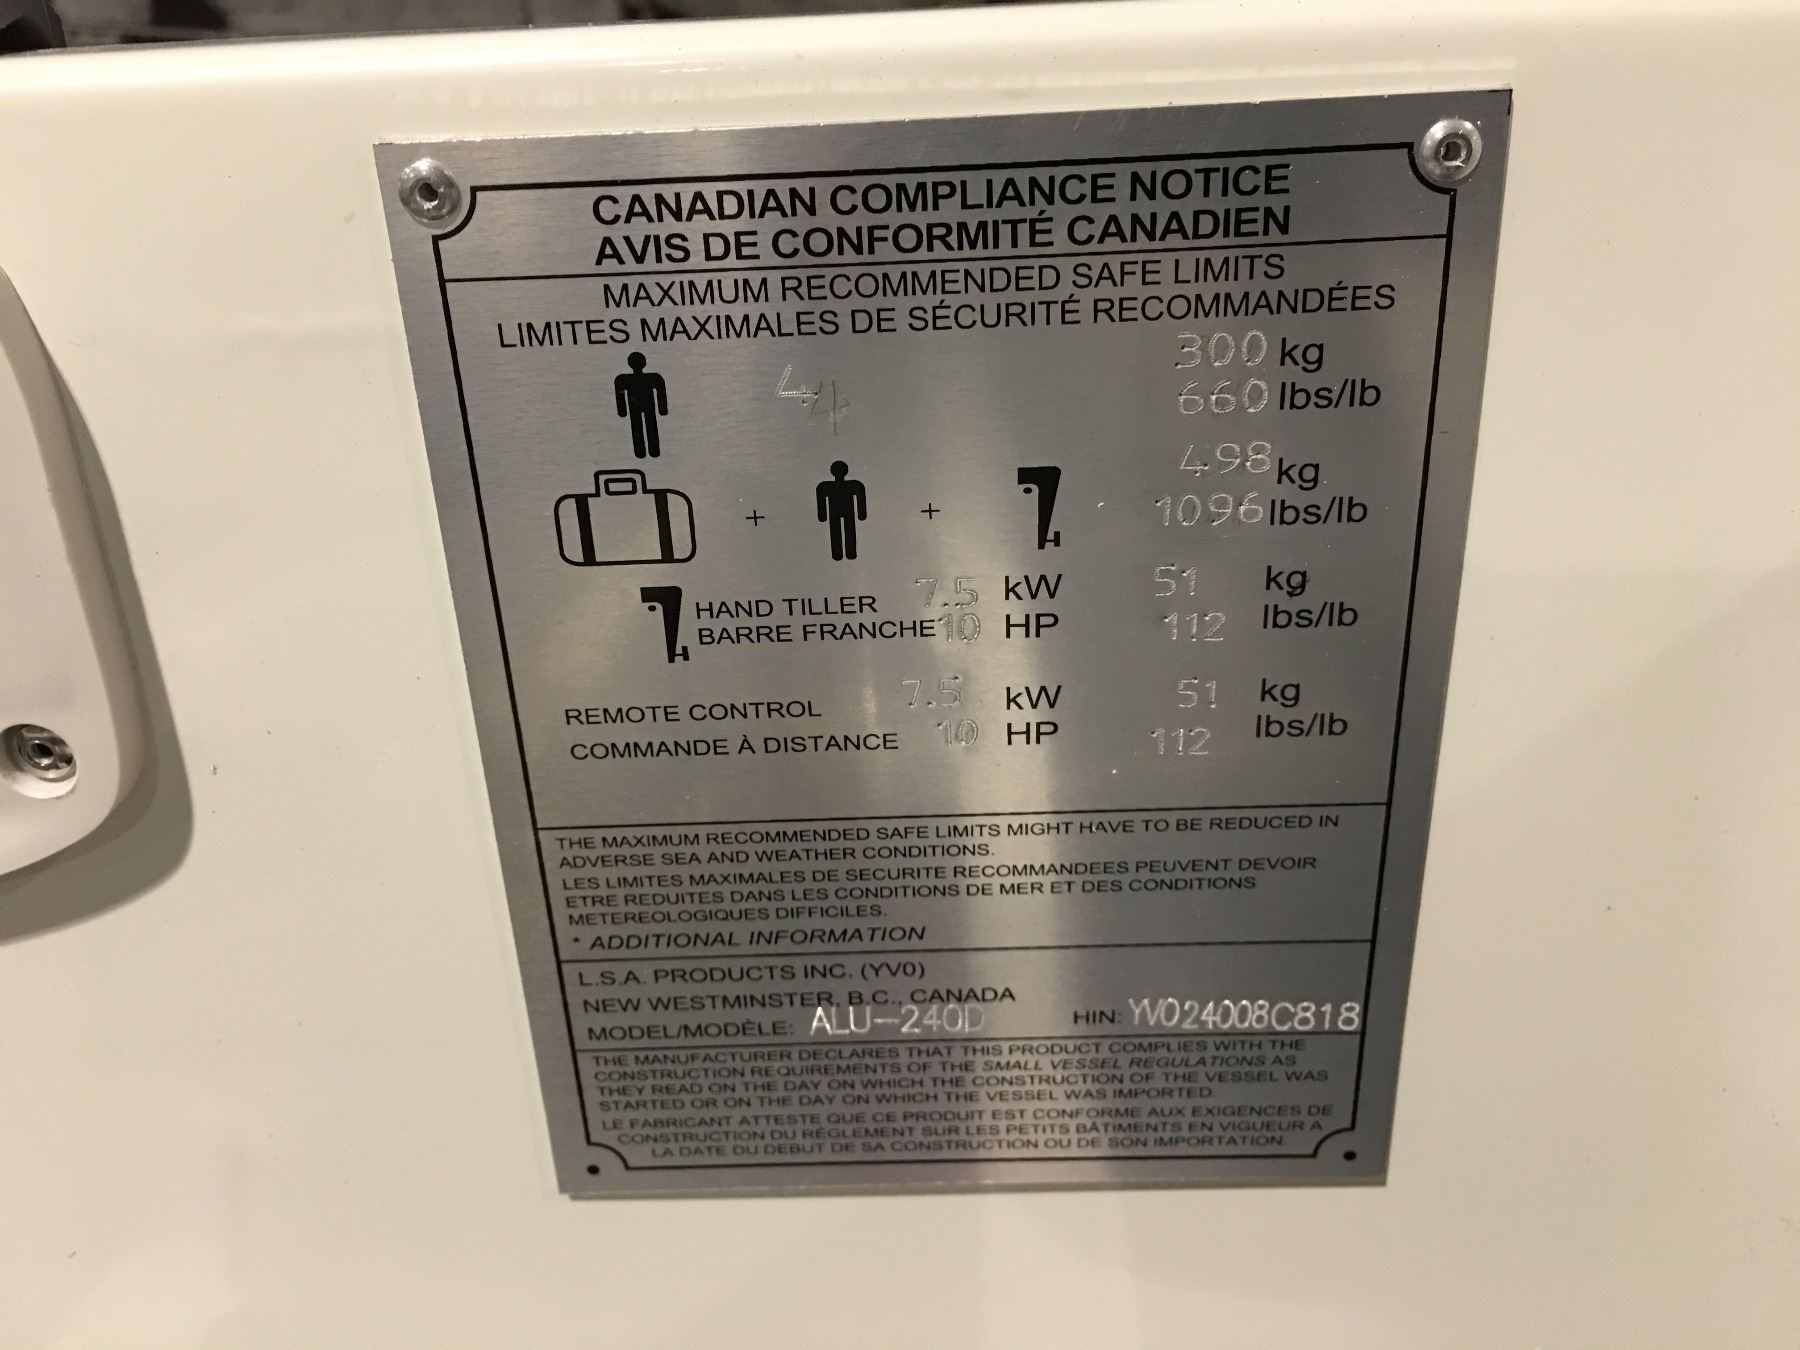 CANADIAN COMPLIANCE NOTICE
AVIS DE CONFORMITÉ CANADIEN
MAXIMUM RECOMMENDED SAFE LIMITS
LIMITES MAXIMALES DE SÉCURITÉ RECOMMANDÉES
4 4 300 kg
660 lbs/lb
+ + 498 kg
1096 lbs/lb
HAND TILLER 7.5 kW 51 kg
BARRE FRANCHE 10 HP 112 lbs/lb
REMOTE CONTROL 7.5 kW 51 kg
COMMANDE À DISTANCE 10 HP 112 lbs/lb
THE MAXIMUM RECOMMENDED SAFE LIMITS MIGHT HAVE TO BE REDUCED IN
ADVERSE SEA AND WEATHER CONDITIONS.
LES LIMITES MAXIMALES DE SECURITE RECOMMANDEES PEUVENT DEVOIR
ETRE REDUITES DANS LES CONDITIONS DE MER ET DES CONDITIONS
METEREOLOGIQUES DIFFICILES.
* ADDITIONAL INFORMATION
L.S.A. PRODUCTS INC. (YV0)
NEW WESTMINSTER, B.C., CANADA
MODEL/MODÈLE: ALU-240D HIN: YV024008C818
THE MANUFACTURER DECLARES THAT THIS PRODUCT COMPLIES WITH THE
CONSTRUCTION REQUIREMENTS OF THE SMALL VESSEL REGULATIONS AS
THEY READ ON THE DAY ON WHICH THE CONSTRUCTION OF THE VESSEL WAS
STARTED OR ON THE DAY ON WHICH THE VESSEL WAS IMPORTED.
LE FABRICANT ATTESTE QUE CE PRODUIT EST CONFORME AUX EXIGENCES DE
CONSTRUCTION DU RÉGLEMENT SUR LES PETITS BÂTIMENTS EN VIGUEUR A
LA DATE DU DEBUT DE SA CONSTRUCTION OU DE SON IMPORTATION.